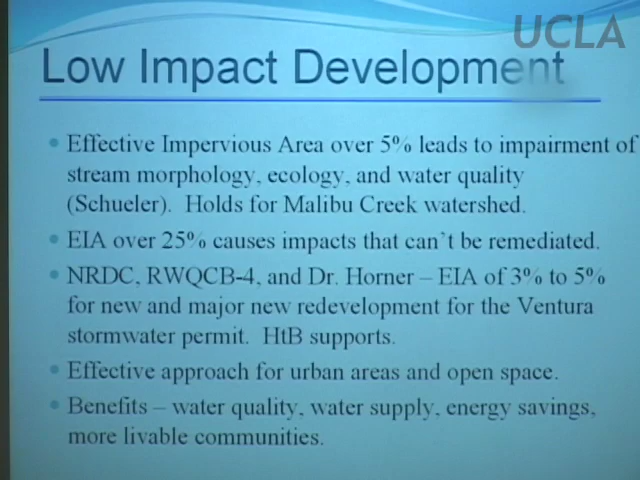 UCLA
Low Impact Development
• Effective Impervious Area over 5% leads to impairment of
stream morphology, ecology, and water quality
(Schueler). Holds for Malibu Creek watershed.
• EIA over 25% causes impacts that can't be remediated.
• NRDC, RWQCB-4, and Dr. Horner – EIA of 3% to 5%
for new and major new redevelopment for the Ventura
stormwater permit. HtB supports.
• Effective approach for urban areas and open space.
• Benefits – water quality, water supply, energy savings,
more livable communities.